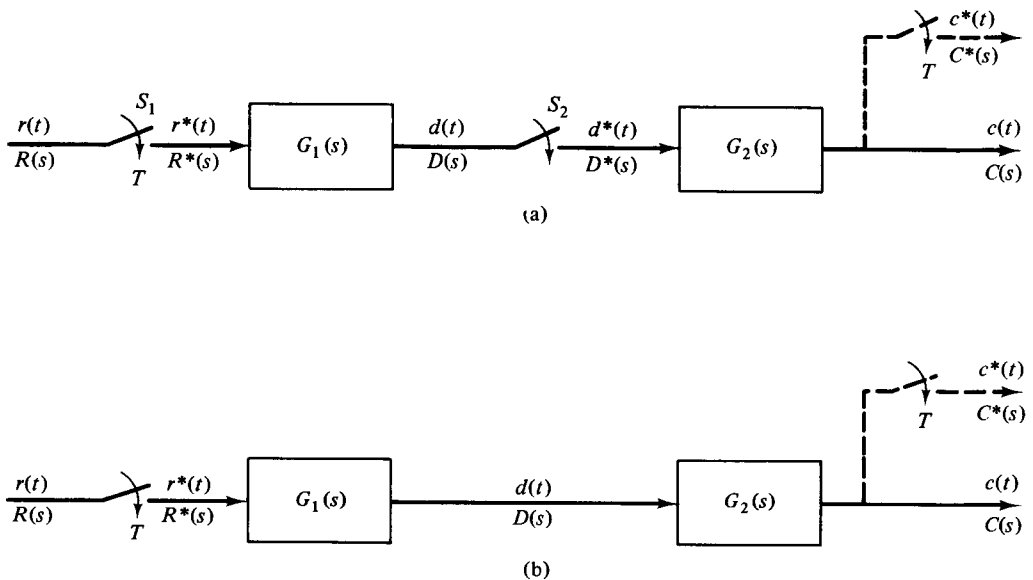 c*(t)
T
C*(s)
r(t)
R(s)
S₁
T
r*(t)
R*(s)
G₁(s)
d(t)
D(s)
S₂
T
d*(t)
D*(s)
G₂(s)
c(t)
C(s)
(a)
c*(t)
T
C*(s)
r(t)
R(s)
T
r*(t)
R*(s)
G₁(s)
d(t)
D(s)
G₂(s)
c(t)
C(s)
(b)